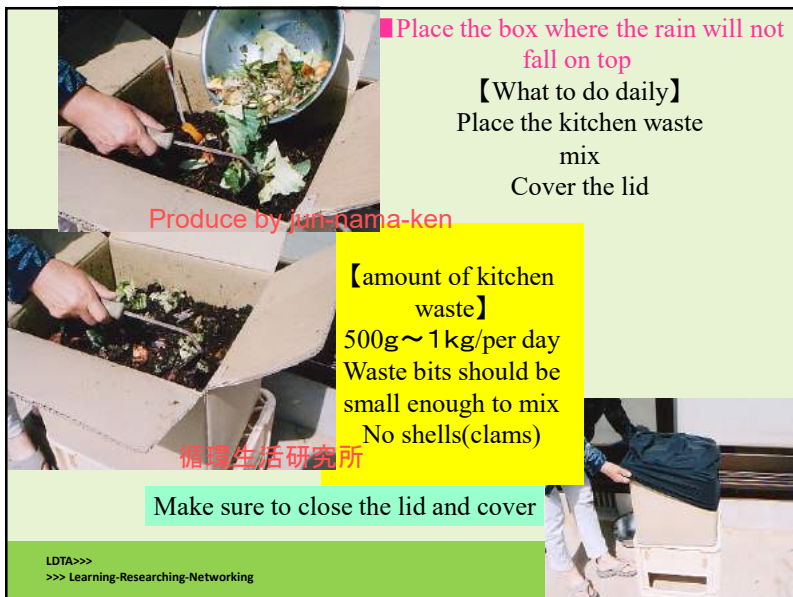 ■Place the box where the rain will not
fall on top
【What to do daily】
Place the kitchen waste
mix
Cover the lid
Produce by jun-nama-ken
【amount of kitchen
waste】
500g～1kg/per day
Waste bits should be
small enough to mix
No shells(clams)
循環生活研究所
Make sure to close the lid and cover
LDTA>>>
>>> Learning-Researching-Networking